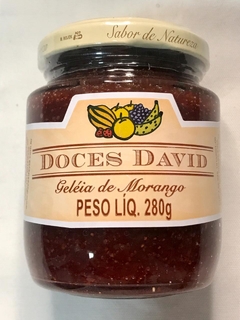 Sabor de Natureza
DOCES DAVID
Geléia de Morango
PESO LÍQ. 280g